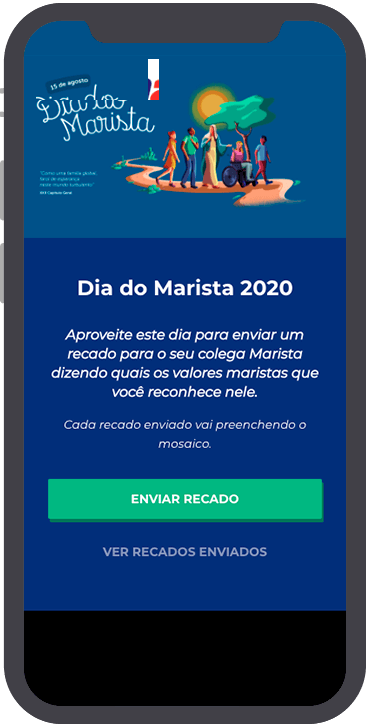 15 de agosto
Dia do
Marista
"Como uma família global,
farol de esperança
neste mundo turbulento"
XXII Capítulo Geral
Dia do Marista 2020
Aproveite este dia para enviar um
recado para o seu colega Marista
dizendo quais os valores maristas que
você reconhece nele.
Cada recado enviado vai preenchendo o
mosaico.
ENVIAR RECADO
VER RECADOS ENVIADOS